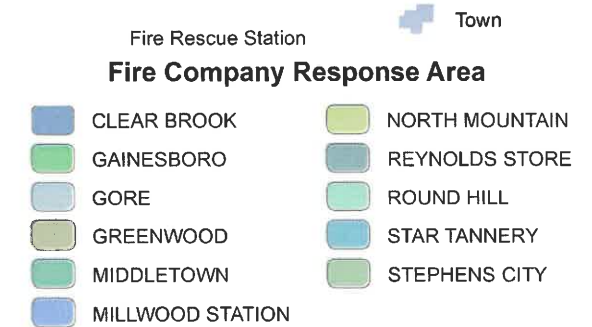 Town
Fire Rescue Station
Fire Company Response Area
CLEAR BROOK
GAINESBORO
GORE
GREENWOOD
MIDDLETOWN
MILLWOOD STATION
NORTH MOUNTAIN
REYNOLDS STORE
ROUND HILL
STAR TANNERY
STEPHENS CITY